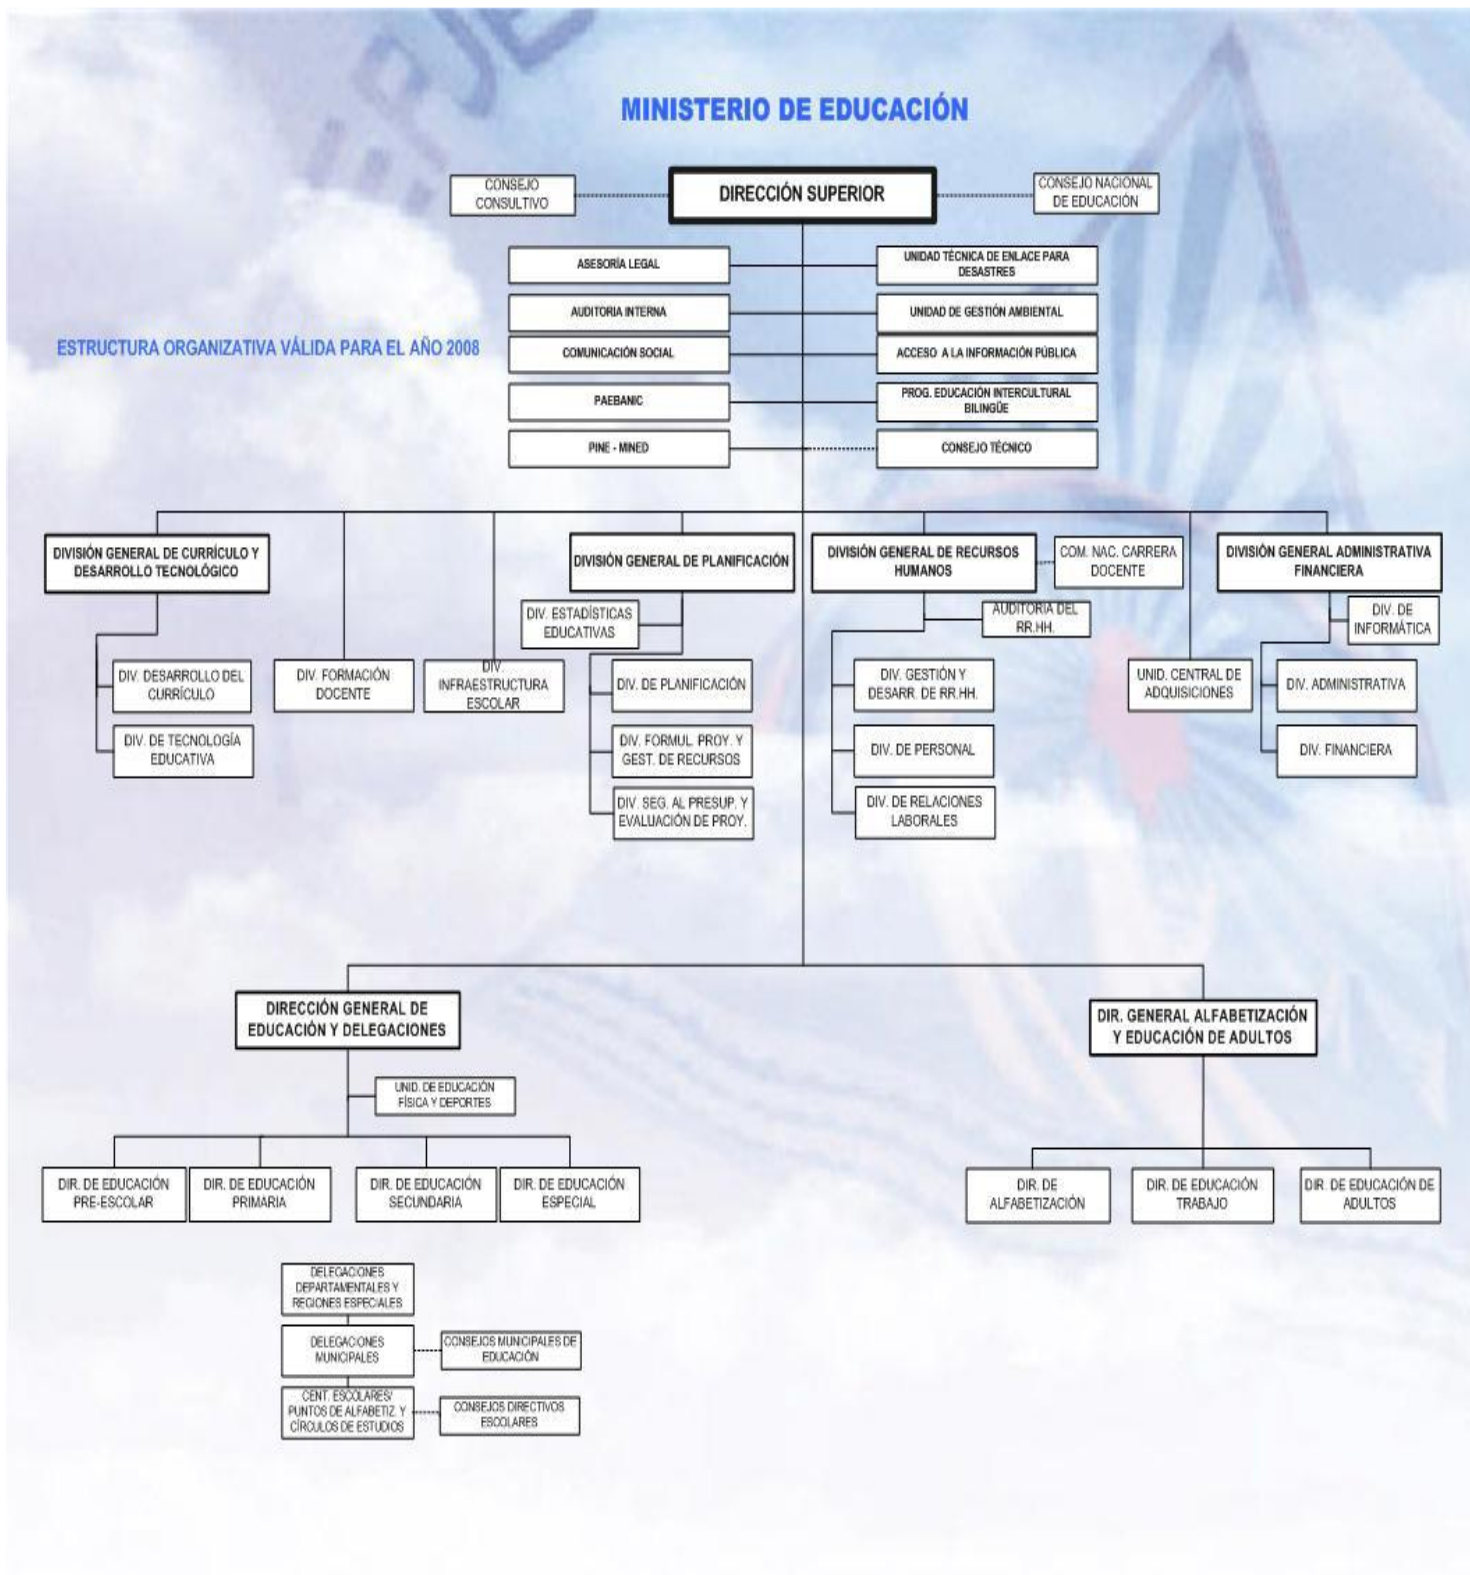 MINISTERIO DE EDUCACIÓN
CONSEJO
CONSULTIVO
DIRECCIÓN SUPERIOR
CONSEJO NACIONAL
DE EDUCACIÓN
ASESORÍA LEGAL
UNIDAD TÉCNICA DE ENLACE PARA
DESASTRES
AUDITORIA INTERNA
UNIDAD DE GESTIÓN AMBIENTAL
ESTRUCTURA ORGANIZATIVA VÁLIDA PARA EL AÑO 2008
COMUNICACIÓN SOCIAL
ACCESO A LA INFORMACIÓN PÚBLICA
PAEBANIC
PROG. EDUCACIÓN INTERCULTURAL
BILINGÜE
PINE - MINED
CONSEJO TÉCNICO
DIVISIÓN GENERAL DE CURRÍCULO Y
DESARROLLO TECNOLÓGICO
DIVISIÓN GENERAL DE PLANIFICACIÓN
DIVISIÓN GENERAL DE RECURSOS
HUMANOS
COM. NAC. CARRERA
DOCENTE
DIVISIÓN GENERAL ADMINISTRATIVA
FINANCIERA
DIV. ESTADÍSTICAS
EDUCATIVAS
AUDITORIA DEL
RR.HH.
DIV. DE
INFORMÁTICA
DIV. DESARROLLO DEL
CURRÍCULO
DIV. FORMACIÓN
DOCENTE
DIV.
INFRAESTRUCTURA
ESCOLAR
DIV. DE PLANIFICACIÓN
DIV. GESTIÓN Y
DESARR. DE RR.HH.
UNID. CENTRAL DE
ADQUISICIONES
DIV. ADMINISTRATIVA
DIV. DE TECNOLOGÍA
EDUCATIVA
DIV. FORMUL. PROY. Y
GEST. DE RECURSOS
DIV. DE PERSONAL
DIV. FINANCIERA
DIV. SEG. AL PRESUP. Y
EVALUACIÓN DE PROY.
DIV. DE RELACIONES
LABORALES
DIRECCIÓN GENERAL DE
EDUCACIÓN Y DELEGACIONES
DIR. GENERAL ALFABETIZACIÓN
Y EDUCACIÓN DE ADULTOS
UNID. DE EDUCACIÓN
FÍSICA Y DEPORTES
DIR. DE EDUCACIÓN
PRE-ESCOLAR
DIR. DE EDUCACIÓN
PRIMARIA
DIR. DE EDUCACIÓN
SECUNDARIA
DIR. DE EDUCACIÓN
ESPECIAL
DIR. DE
ALFABETIZACIÓN
DIR. DE EDUCACIÓN
TRABAJO
DIR. DE EDUCACIÓN DE
ADULTOS
DELEGACIONES
DEPARTAMENTALES Y
REGIONES ESPECIALES
DELEGACIONES
MUNICIPALES
CONSEJOS MUNICIPALES DE
EDUCACIÓN
CENT. ESCOLARES/
PUNTOS DE ALFABETIZ. Y
CÍRCULOS DE ESTUDIOS
CONSEJOS DIRECTIVOS
ESCOLARES